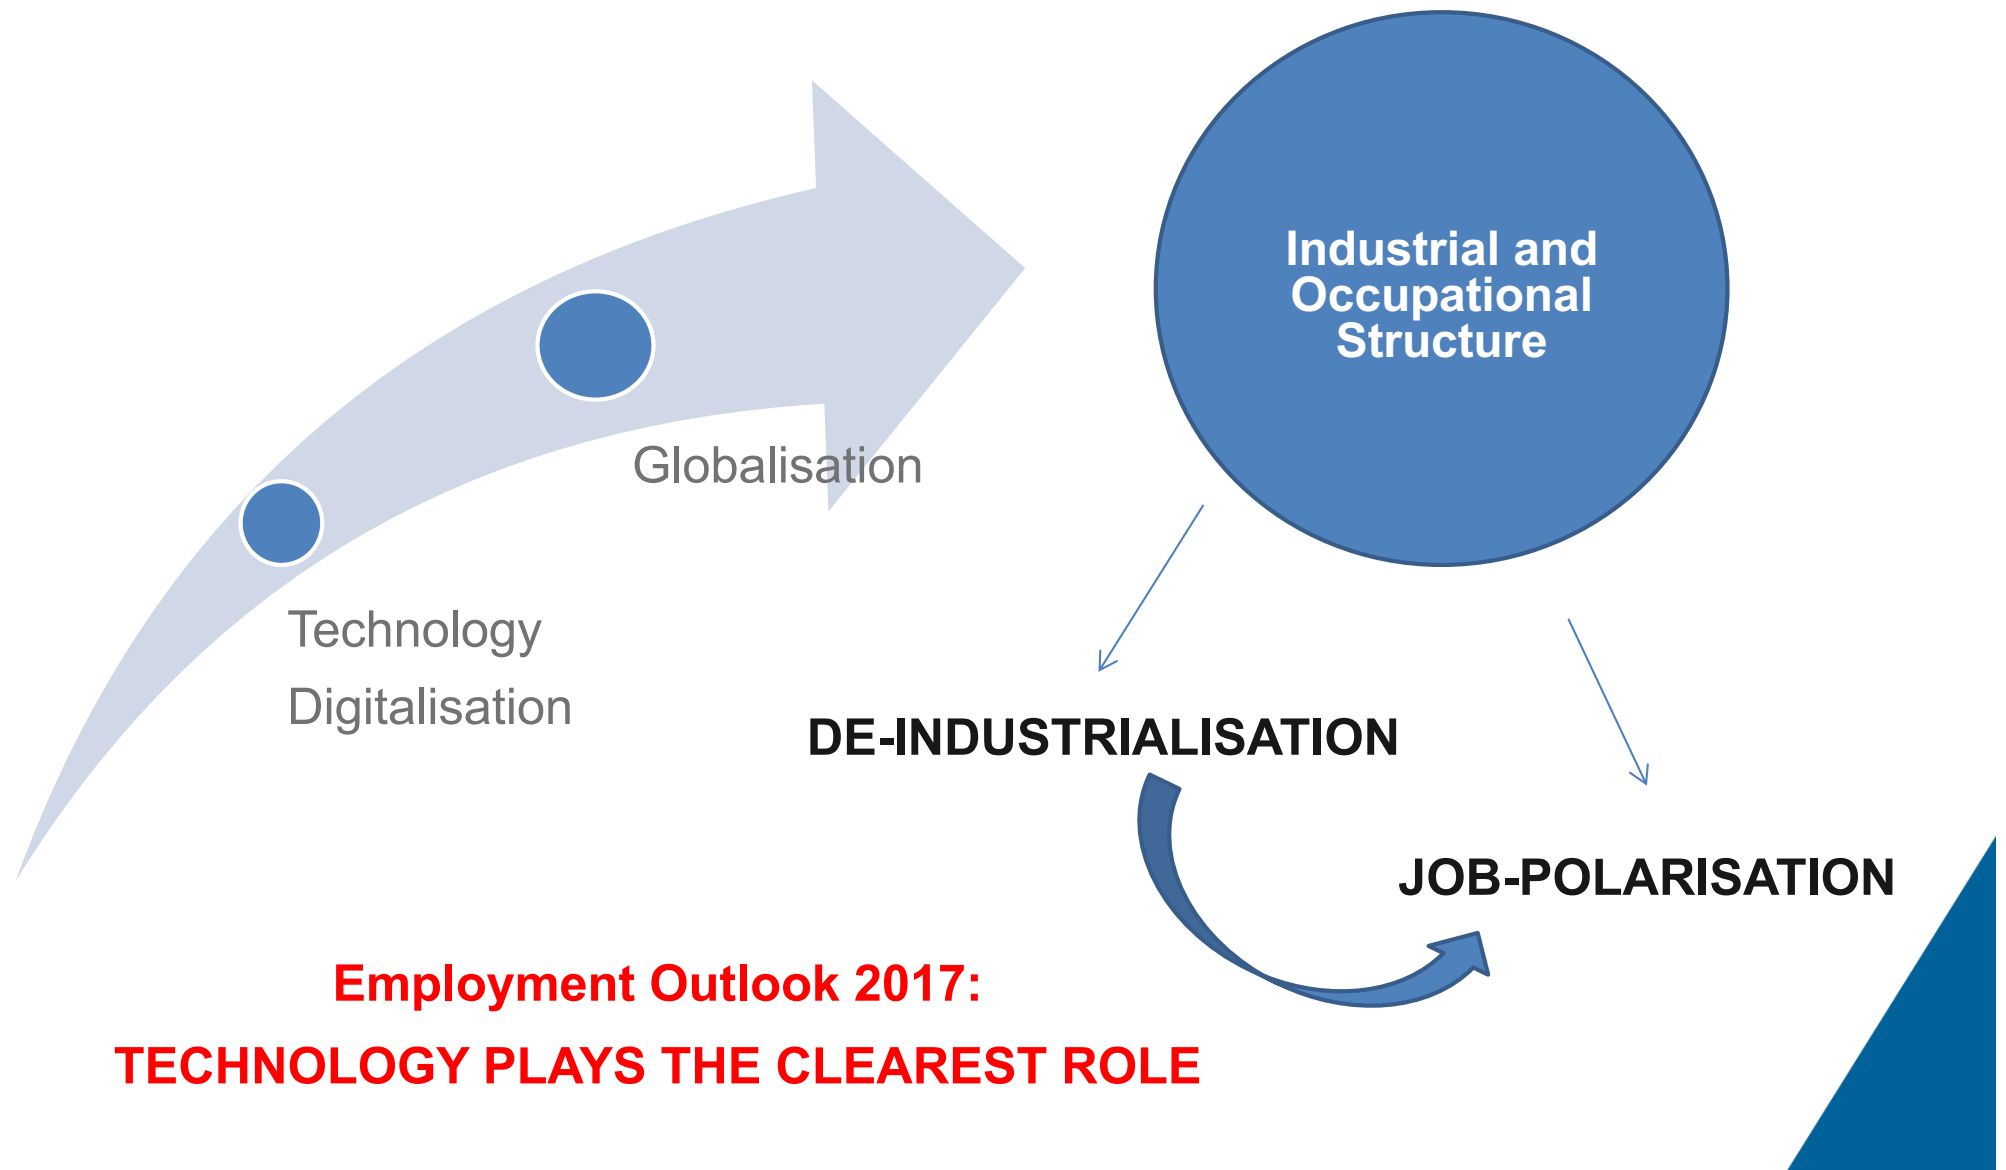 Industrial and
Occupational
Structure
Globalisation
Technology
Digitalisation
DE-INDUSTRIALISATION
JOB-POLARISATION
Employment Outlook 2017:
TECHNOLOGY PLAYS THE CLEAREST ROLE